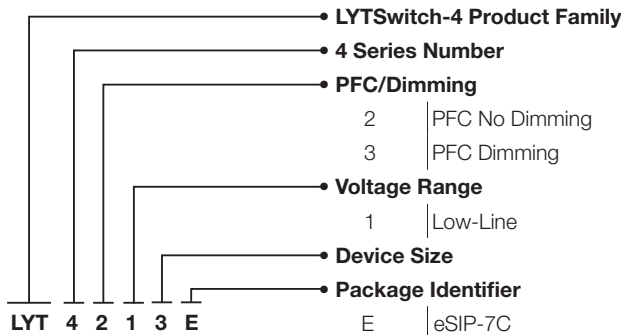 LYTSwitch-4 Product Family
4 Series Number
PFC/Dimming
2 PFC No Dimming
3 PFC Dimming
Voltage Range
1 Low-Line
Device Size
Package Identifier
E eSIP-7C
LYT 4 2 1 3 E